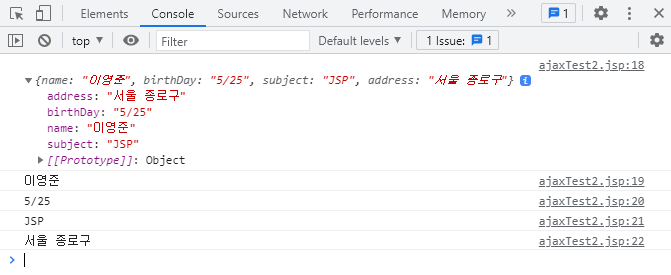 Elements Console Sources Network Performance Memory » 1
top ▼ Filter Default levels ▼ 1 Issue: 1
ajaxTest2.jsp:18
▼{name: "이영준", birthDay: "5/25", subject: "JSP", address: "서울 종로구"} i
address: "서울 종로구"
birthDay: "5/25"
name: "이영준"
subject: "JSP"
▶[[Prototype]]: Object
이영준 ajaxTest2.jsp:19
5/25 ajaxTest2.jsp:20
JSP ajaxTest2.jsp:21
서울 종로구 ajaxTest2.jsp:22
>